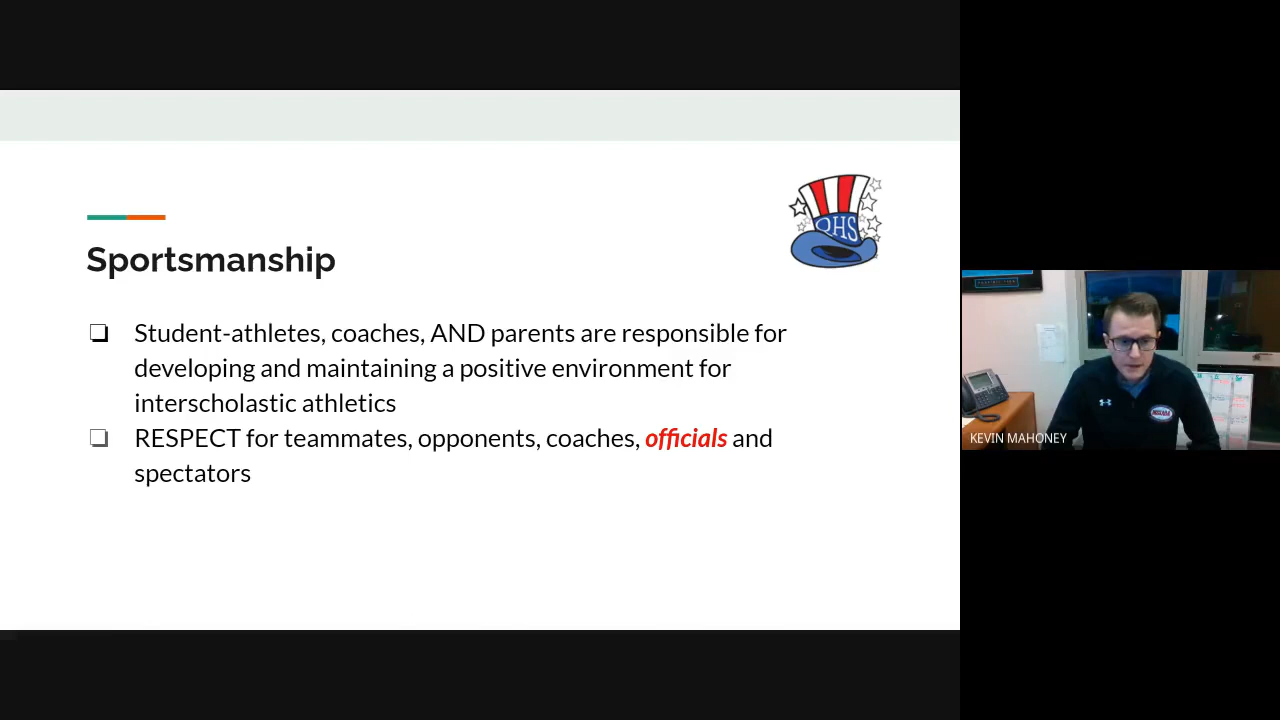 OHS
Sportsmanship
❏ Student-athletes, coaches, AND parents are responsible for
developing and maintaining a positive environment for
interscholastic athletics
❏ RESPECT for teammates, opponents, coaches, officials and
spectators
KEVIN MAHONEY